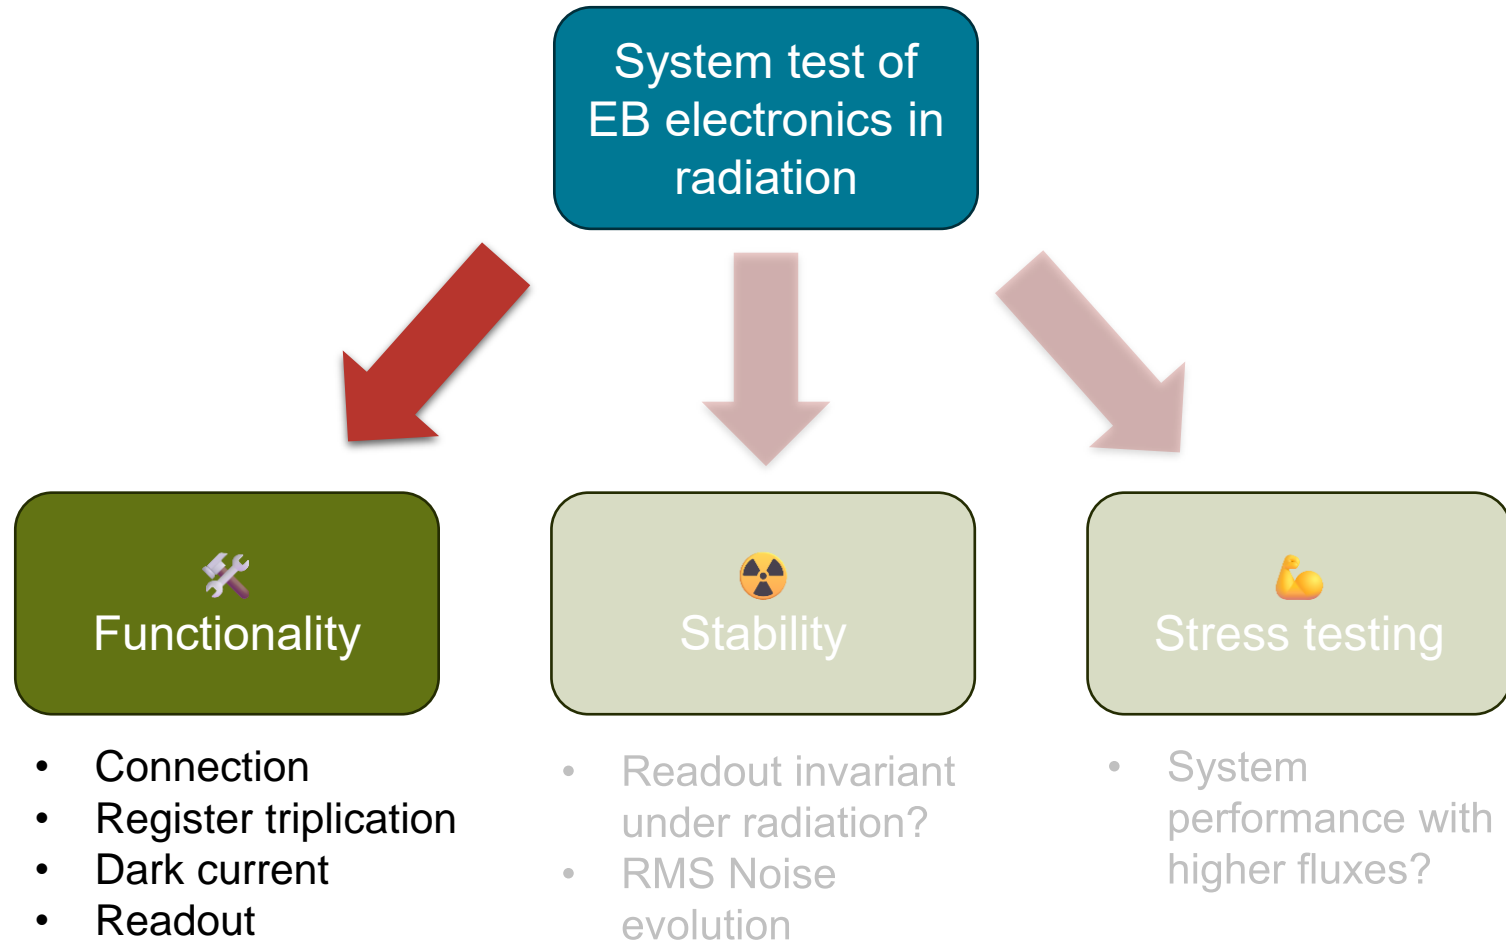 System test of
EB electronics in
radiation
Functionality
• Connection
• Register triplication
• Dark current
• Readout
Stability
• Readout invariant
under radiation?
• RMS Noise
evolution
Stress testing
• System
performance with
higher fluxes?